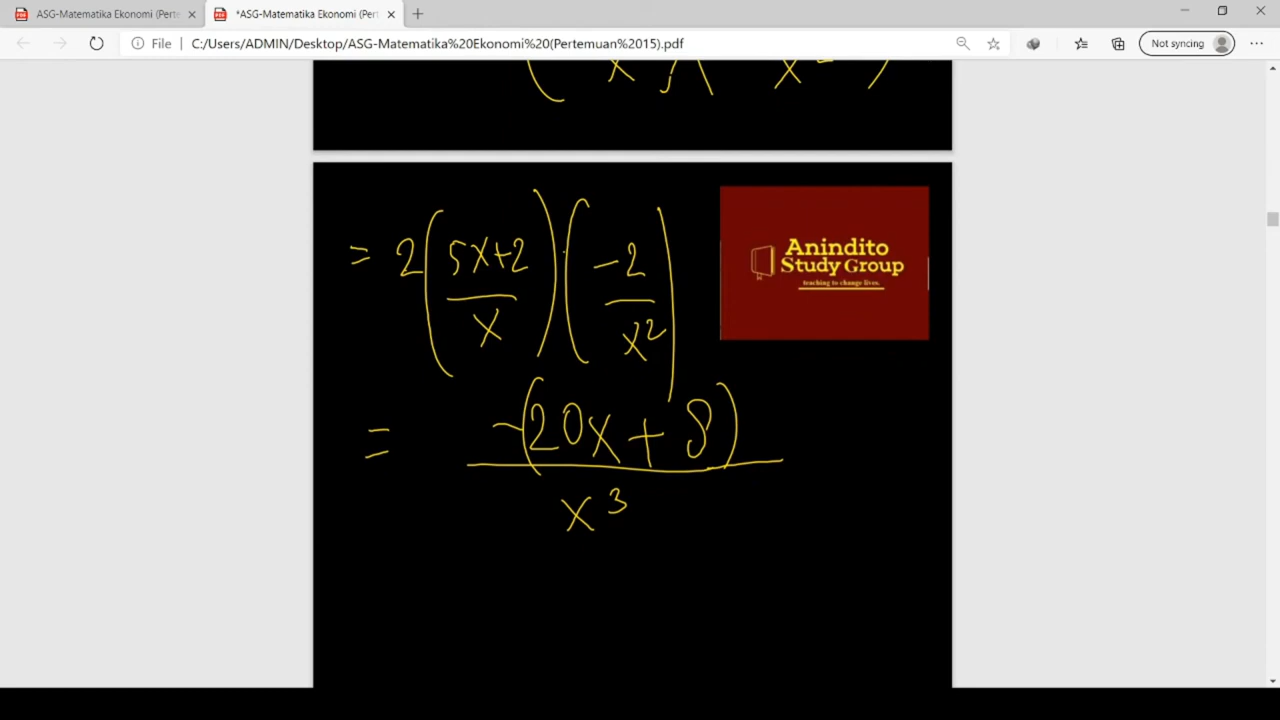 ASG-Matematika Ekonomi (Perte
*ASG-Matematika Ekonomi (Pert
File | C:/Users/ADMIN/Desktop/ASG-Matematika%20Ekonomi%20(Pertemuan%2015).pdf
Not syncing
= 2(5x+2/x)(-2/x²)
Anindito
Study Group
teaching to change lives.
= -(20x + 8)/x³